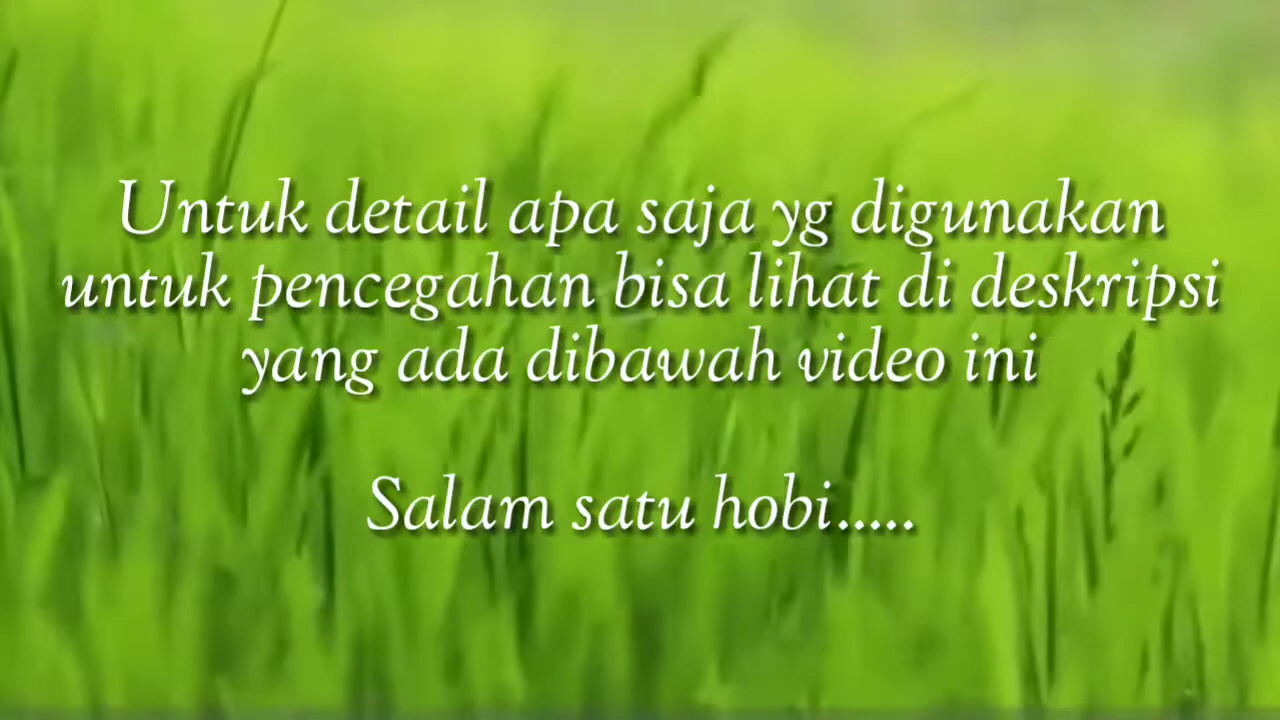 Untuk detail apa saja yg digunakan
untuk pencegahan bisa lihat di deskripsi
yang ada dibawah video ini
Salam satu hobi.....